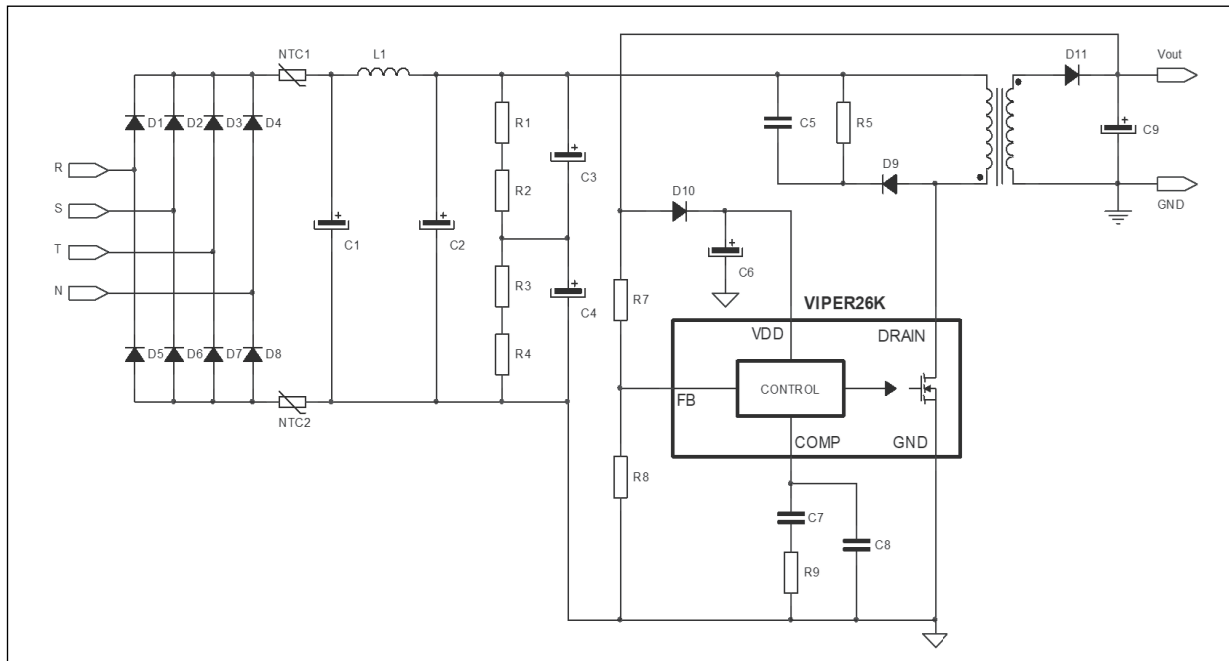 NTC1
L1
D11
Vout
D1
D2
D3
D4
R1
C5
R5
C9
R
D9
C3
R2
S
D10
GND
C1
C2
T
C6
R3
R7
C4
N
VIPER26K
VDD
DRAIN
R4
D5
D6
D7
D8
CONTROL
FB
NTC2
COMP
GND
R8
C7
C8
R9